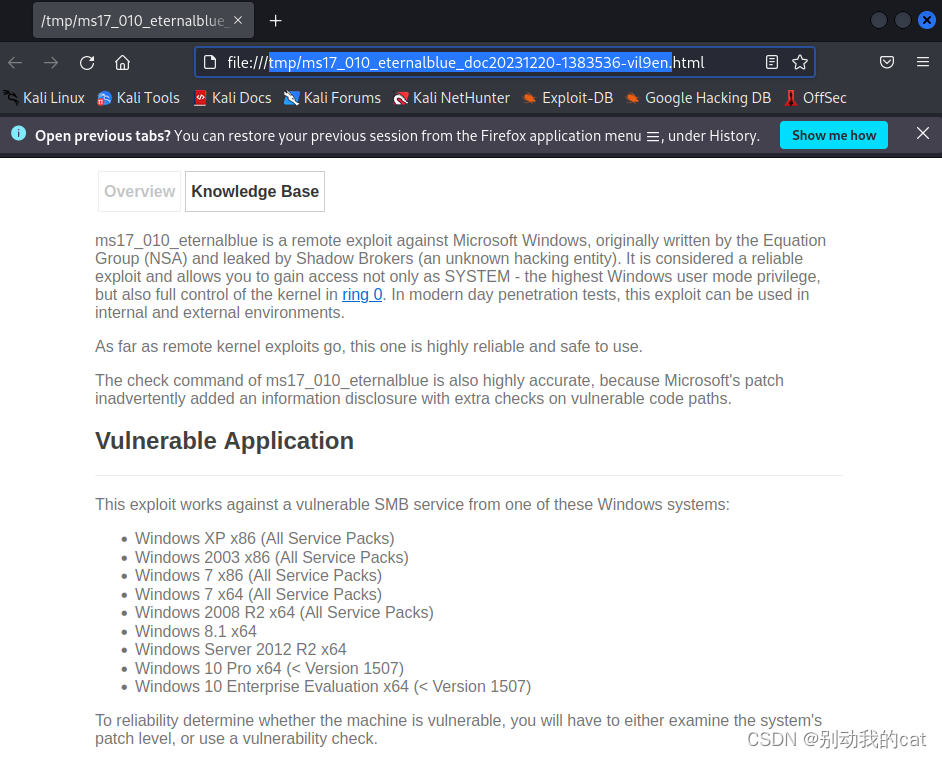 /tmp/ms17_010_eternalblue_
file:///tmp/ms17_010_eternalblue_doc20231220-1383536-vil9en.html
Kali Linux Kali Tools Kali Docs Kali Forums Kali NetHunter Exploit-DB Google Hacking DB OffSec
Open previous tabs? You can restore your previous session from the Firefox application menu ☰, under History. Show me how
Overview Knowledge Base
ms17_010_eternalblue is a remote exploit against Microsoft Windows, originally written by the Equation
Group (NSA) and leaked by Shadow Brokers (an unknown hacking entity). It is considered a reliable
exploit and allows you to gain access not only as SYSTEM - the highest Windows user mode privilege,
but also full control of the kernel in ring 0. In modern day penetration tests, this exploit can be used in
internal and external environments.
As far as remote kernel exploits go, this one is highly reliable and safe to use.
The check command of ms17_010_eternalblue is also highly accurate, because Microsoft's patch
inadvertently added an information disclosure with extra checks on vulnerable code paths.
Vulnerable Application
This exploit works against a vulnerable SMB service from one of these Windows systems:
• Windows XP x86 (All Service Packs)
• Windows 2003 x86 (All Service Packs)
• Windows 7 x86 (All Service Packs)
• Windows 7 x64 (All Service Packs)
• Windows 2008 R2 x64 (All Service Packs)
• Windows 8.1 x64
• Windows Server 2012 R2 x64
• Windows 10 Pro x64 (< Version 1507)
• Windows 10 Enterprise Evaluation x64 (< Version 1507)
To reliability determine whether the machine is vulnerable, you will have to either examine the system's
patch level, or use a vulnerability check.
CSDN @别动我的cat